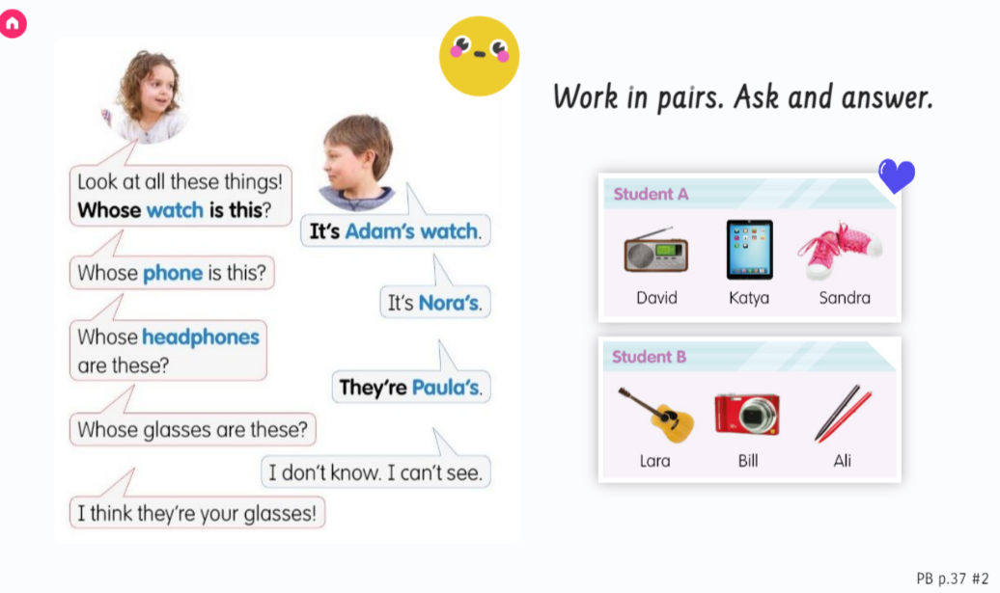 Look at all these things!
Whose watch is this?
It's Adam's watch.
Whose phone is this?
It's Nora's.
Whose headphones
are these?
They're Paula's.
Whose glasses are these?
I don't know. I can't see.
I think they're your glasses!
Work in pairs. Ask and answer.
Student A
David Katya Sandra
Student B
Lara Bill Ali
PB p.37 #2